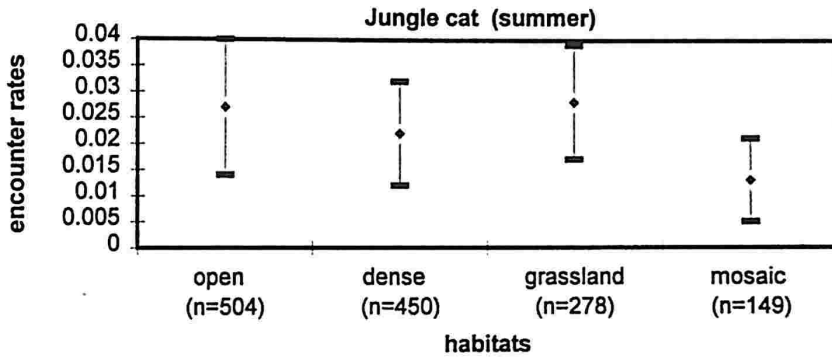 Jungle cat (summer)
encounter rates
0.04
0.035
0.03
0.025
0.02
0.015
0.01
0.005
0
open dense grassland mosaic
(n=504) (n=450) (n=278) (n=149)
habitats